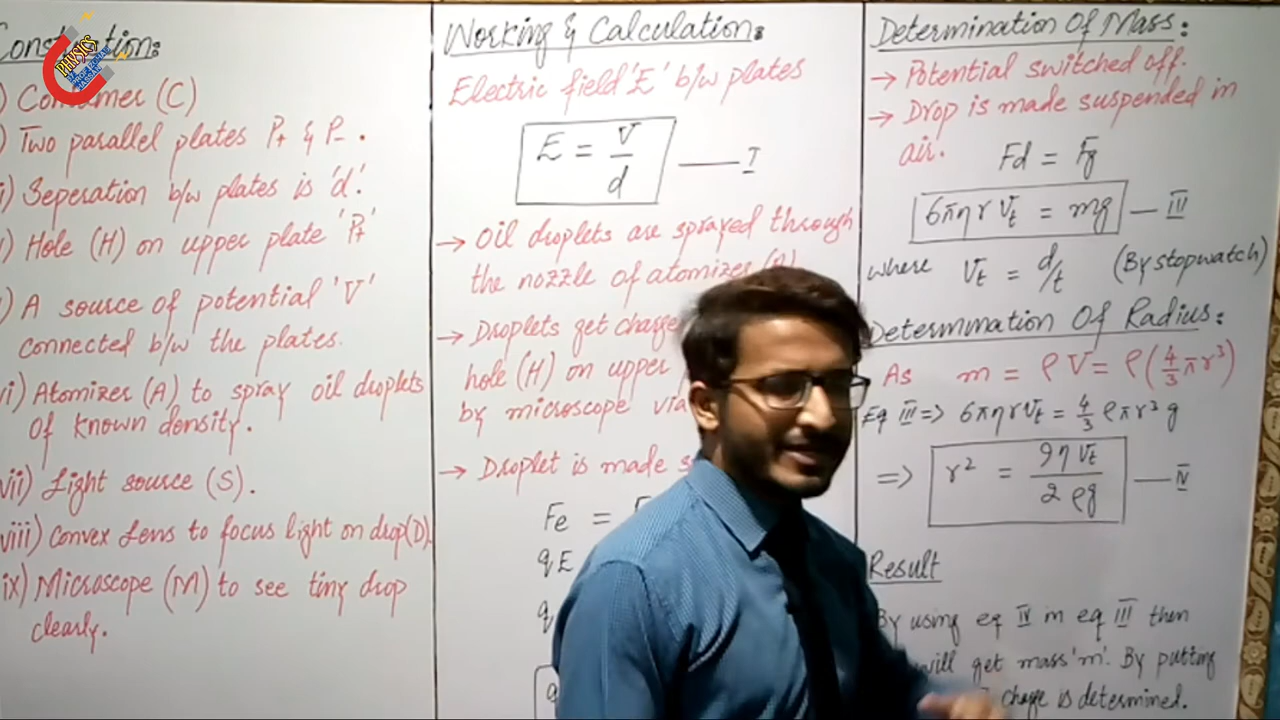 PHYSICS
Construction:
) Container (C)
) Two parallel plates P+ & P- .
i) Seperation b/w plates is 'd'.
) Hole (H) on upper plate 'P+'
) A source of potential 'V'
connected b/w the plates.
vi) Atomizer (A) to spray oil droplets
of known density.
vii) Light source (S).
viii) Convex Lens to focus light on drop(D).
ix) Microscope (M) to see tiny drop
clearly.
Working & Calculation:
Electric field 'E' b/w plates
E = V/d — I
→ Oil droplets are sprayed through
the nozzle of atomizer
→ Droplets get charge
hole (H) on upper
by microscope via
→ Droplet is made s
Fe = F
qE
q
q
Determination Of Mass:
→ Potential switched off.
→ Drop is made suspended in
air. Fd = Fg
6πηrVt = mg — III
where Vt = d/t (By stopwatch)
Determination Of Radius:
As m = ρV = ρ(4/3 πr³)
Eq III => 6πηrVt = 4/3 ρπr³g
=> r² = 9ηVt / 2ρg — IV
Result
By using eq IV in eq III then
will get mass 'm'. By putting
charge is determined.